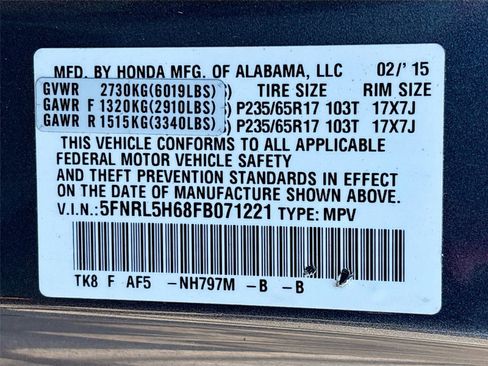 MFD. BY HONDA MFG. OF ALABAMA, LLC 02/'15
GVWR 2730KG(6019LBS) TIRE SIZE RIM SIZE
GAWR F 1320KG(2910LBS) ) P235/65R17 103T 17X7J
GAWR R 1515KG(3340LBS) ) P235/65R17 103T 17X7J
THIS VEHICLE CONFORMS TO ALL APPLICABLE
FEDERAL MOTOR VEHICLE SAFETY
AND THEFT PREVENTION STANDARDS IN EFFECT
ON THE DATE OF MANUFACTURE SHOWN ABOVE.
V.I.N.:5FNRL5H68FB071221 TYPE: MPV
TK8 F AF5 -NH797M -B -B